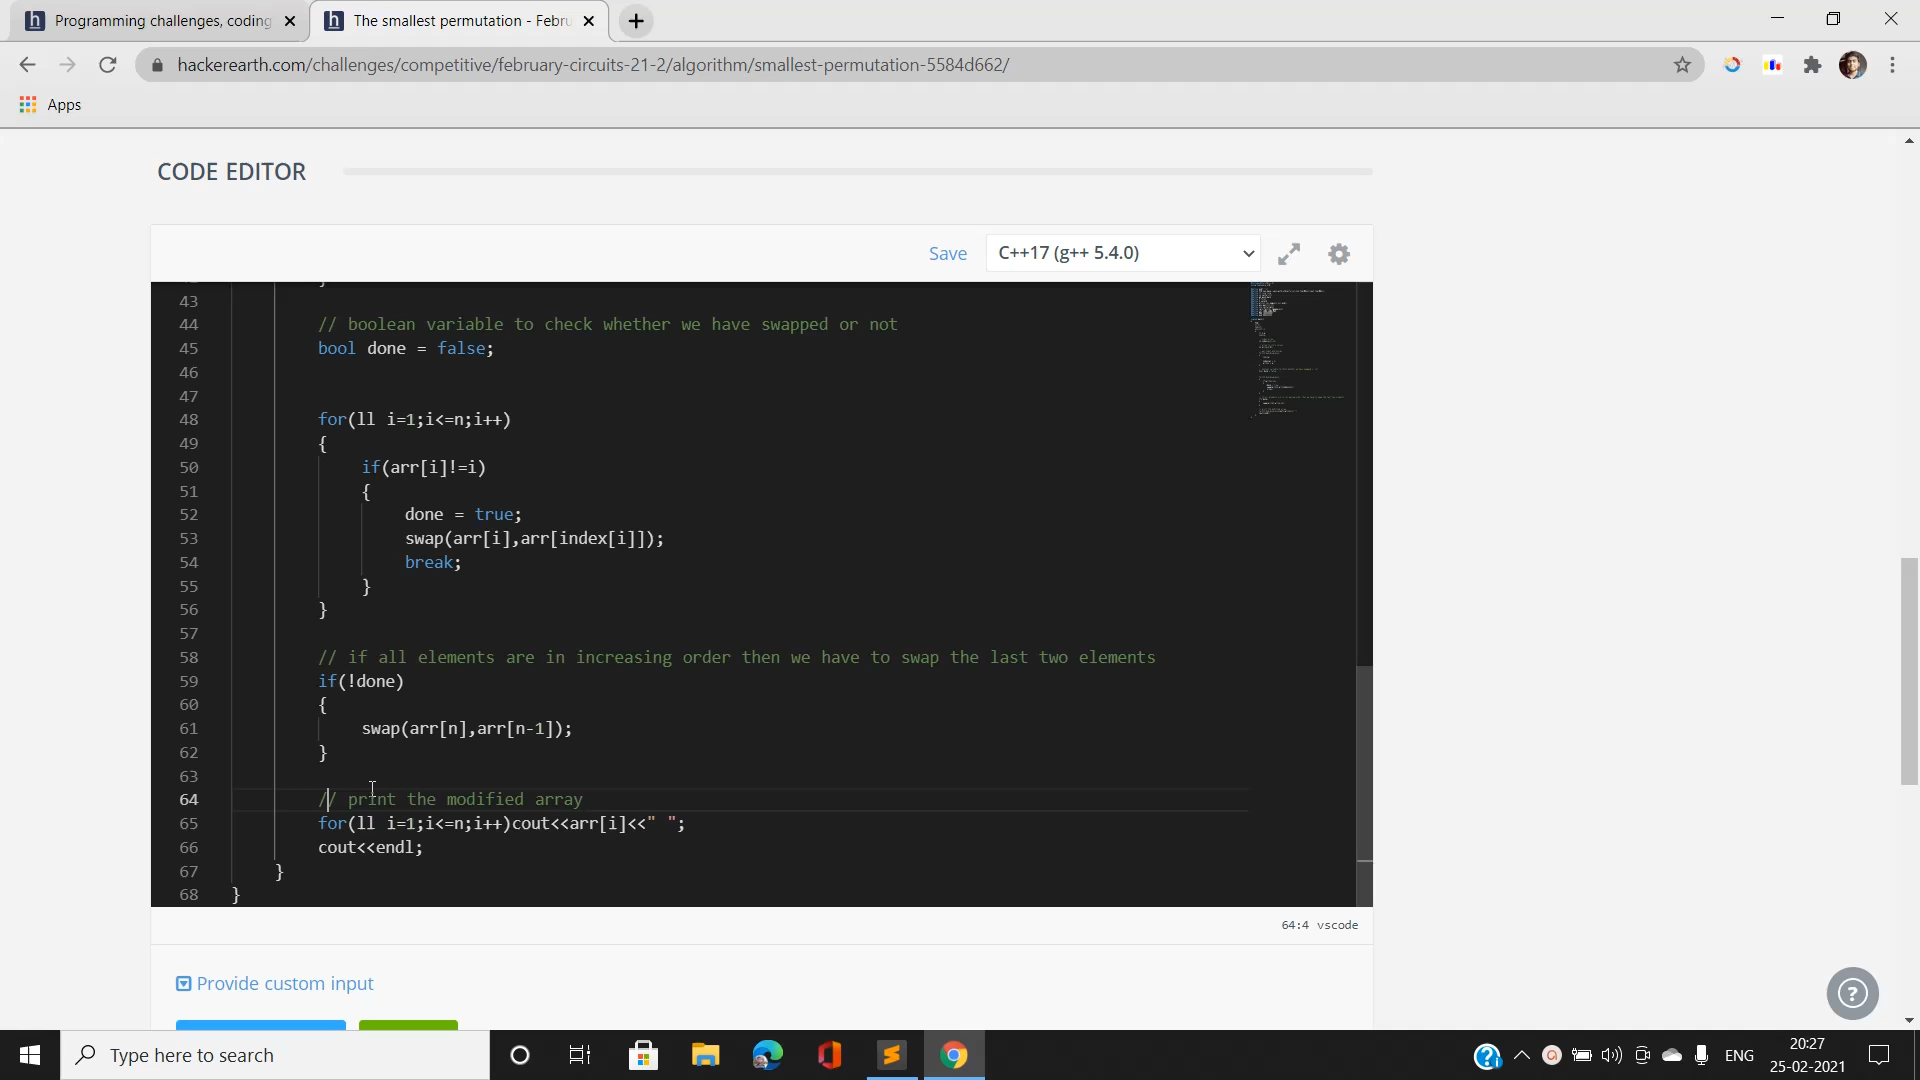 Programming challenges, coding
The smallest permutation - Febru
hackerearth.com/challenges/competitive/february-circuits-21-2/algorithm/smallest-permutation-5584d662/
Apps
CODE EDITOR
Save
C++17 (g++ 5.4.0)
43
44 // boolean variable to check whether we have swapped or not
45 bool done = false;
46
47
48 for(ll i=1;i<=n;i++)
49 {
50 if(arr[i]!=i)
51 {
52 done = true;
53 swap(arr[i],arr[index[i]]);
54 break;
55 }
56 }
57
58 // if all elements are in increasing order then we have to swap the last two elements
59 if(!done)
60 {
61 swap(arr[n],arr[n-1]);
62 }
63
64 // print the modified array
65 for(ll i=1;i<=n;i++)cout<<arr[i]<<" ";
66 cout<<endl;
67 }
68 }
64:4 vscode
Provide custom input
Type here to search
ENG
20:27
25-02-2021